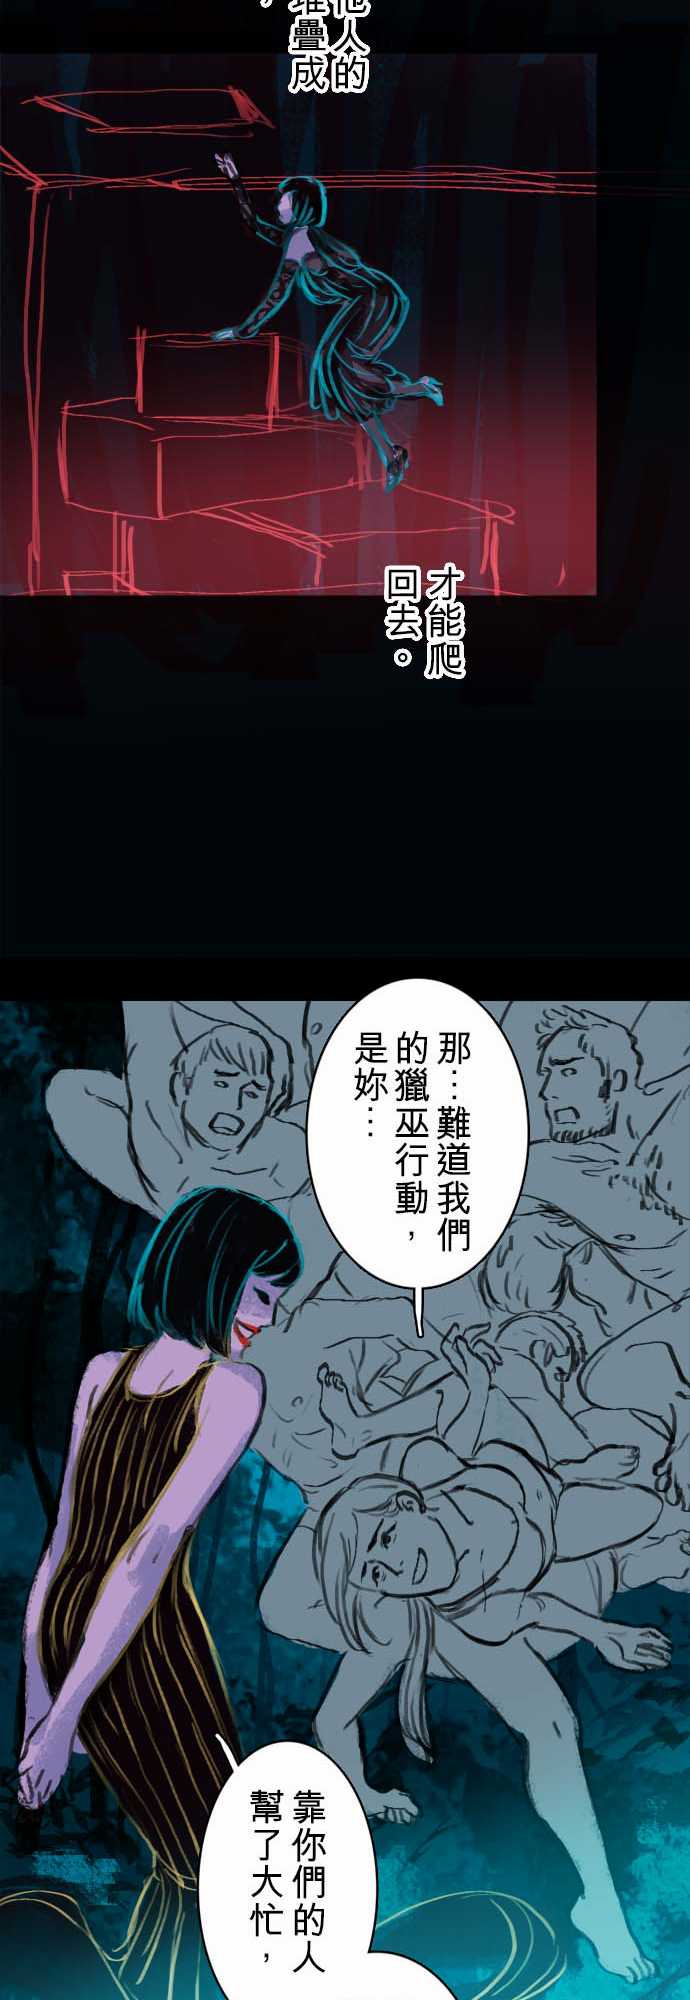 他人的
堆疊成
，
才能爬
回去。
那…難道我們
的獵巫行動，
是妳…
靠你們的人
幫了大忙，